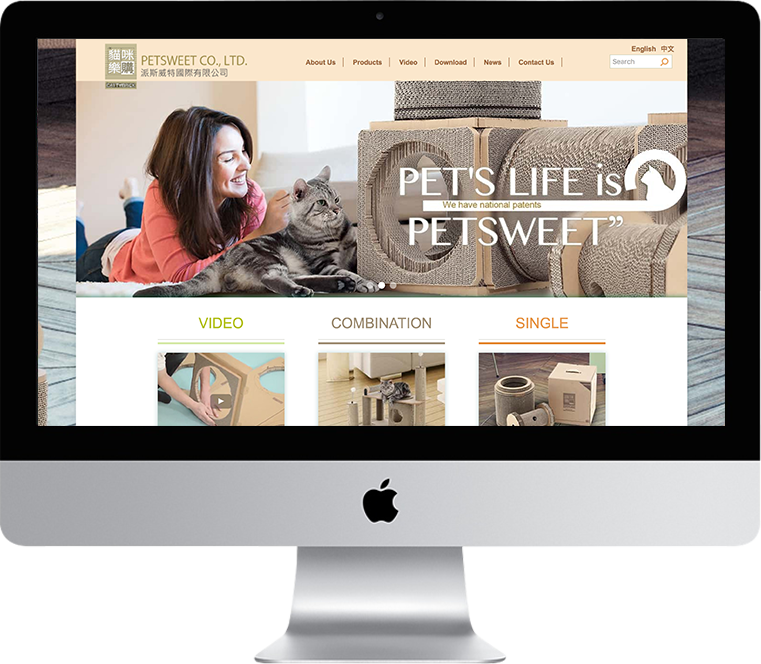 English 中文
貓咪
樂購
PETSWEET CO., LTD.
派斯威特國際有限公司
About Us
Products
Video
Download
News
Contact Us
Search
PET'S LIFE is
We have national patents
PETSWEET”
VIDEO
COMBINATION
SINGLE